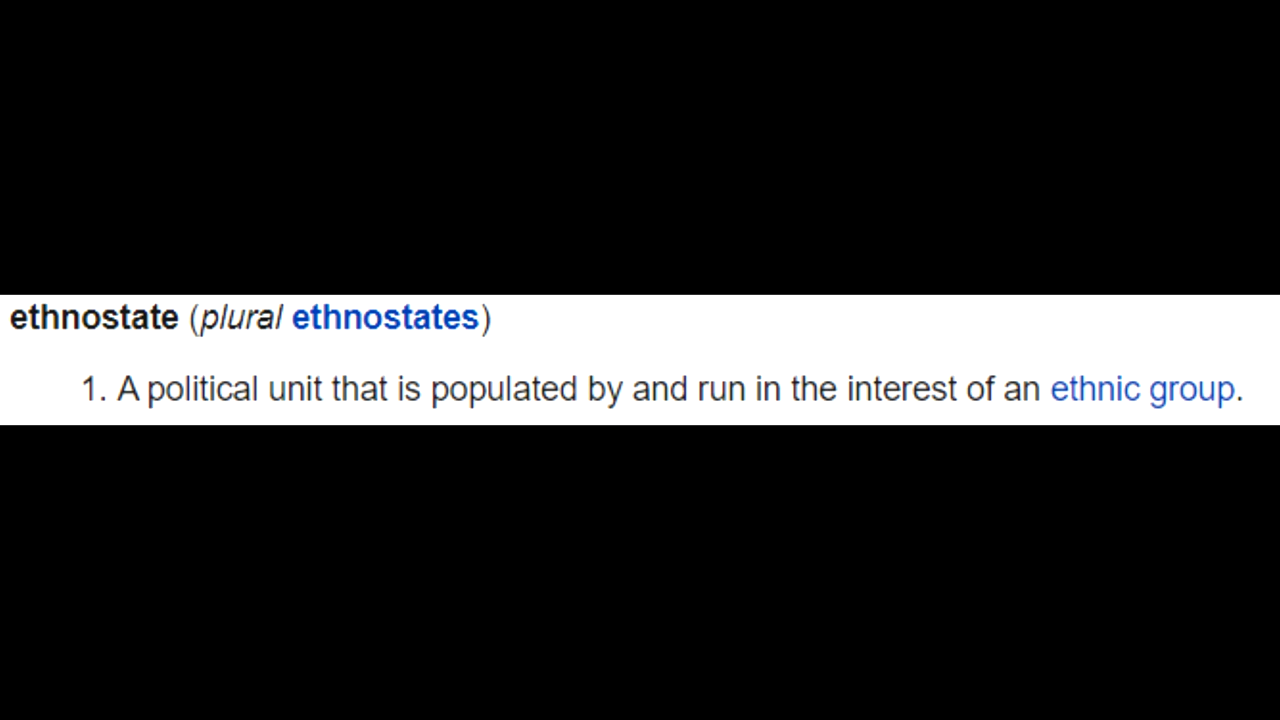 ethnostate (plural ethnostates)
1. A political unit that is populated by and run in the interest of an ethnic group.